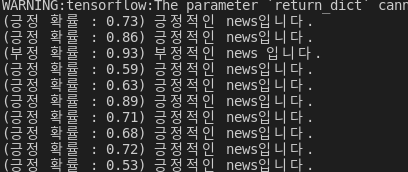 WARNING:tensorflow:The parameter `return_dict` cann
(긍정 확률 : 0.73) 긍정적인 news입니다.
(긍정 확률 : 0.86) 긍정적인 news입니다.
(부정 확률 : 0.93) 부정적인 news 입니다.
(긍정 확률 : 0.59) 긍정적인 news입니다.
(긍정 확률 : 0.63) 긍정적인 news입니다.
(긍정 확률 : 0.89) 긍정적인 news입니다.
(긍정 확률 : 0.71) 긍정적인 news입니다.
(긍정 확률 : 0.68) 긍정적인 news입니다.
(긍정 확률 : 0.72) 긍정적인 news입니다.
(긍정 확률 : 0.53) 긍정적인 news입니다.